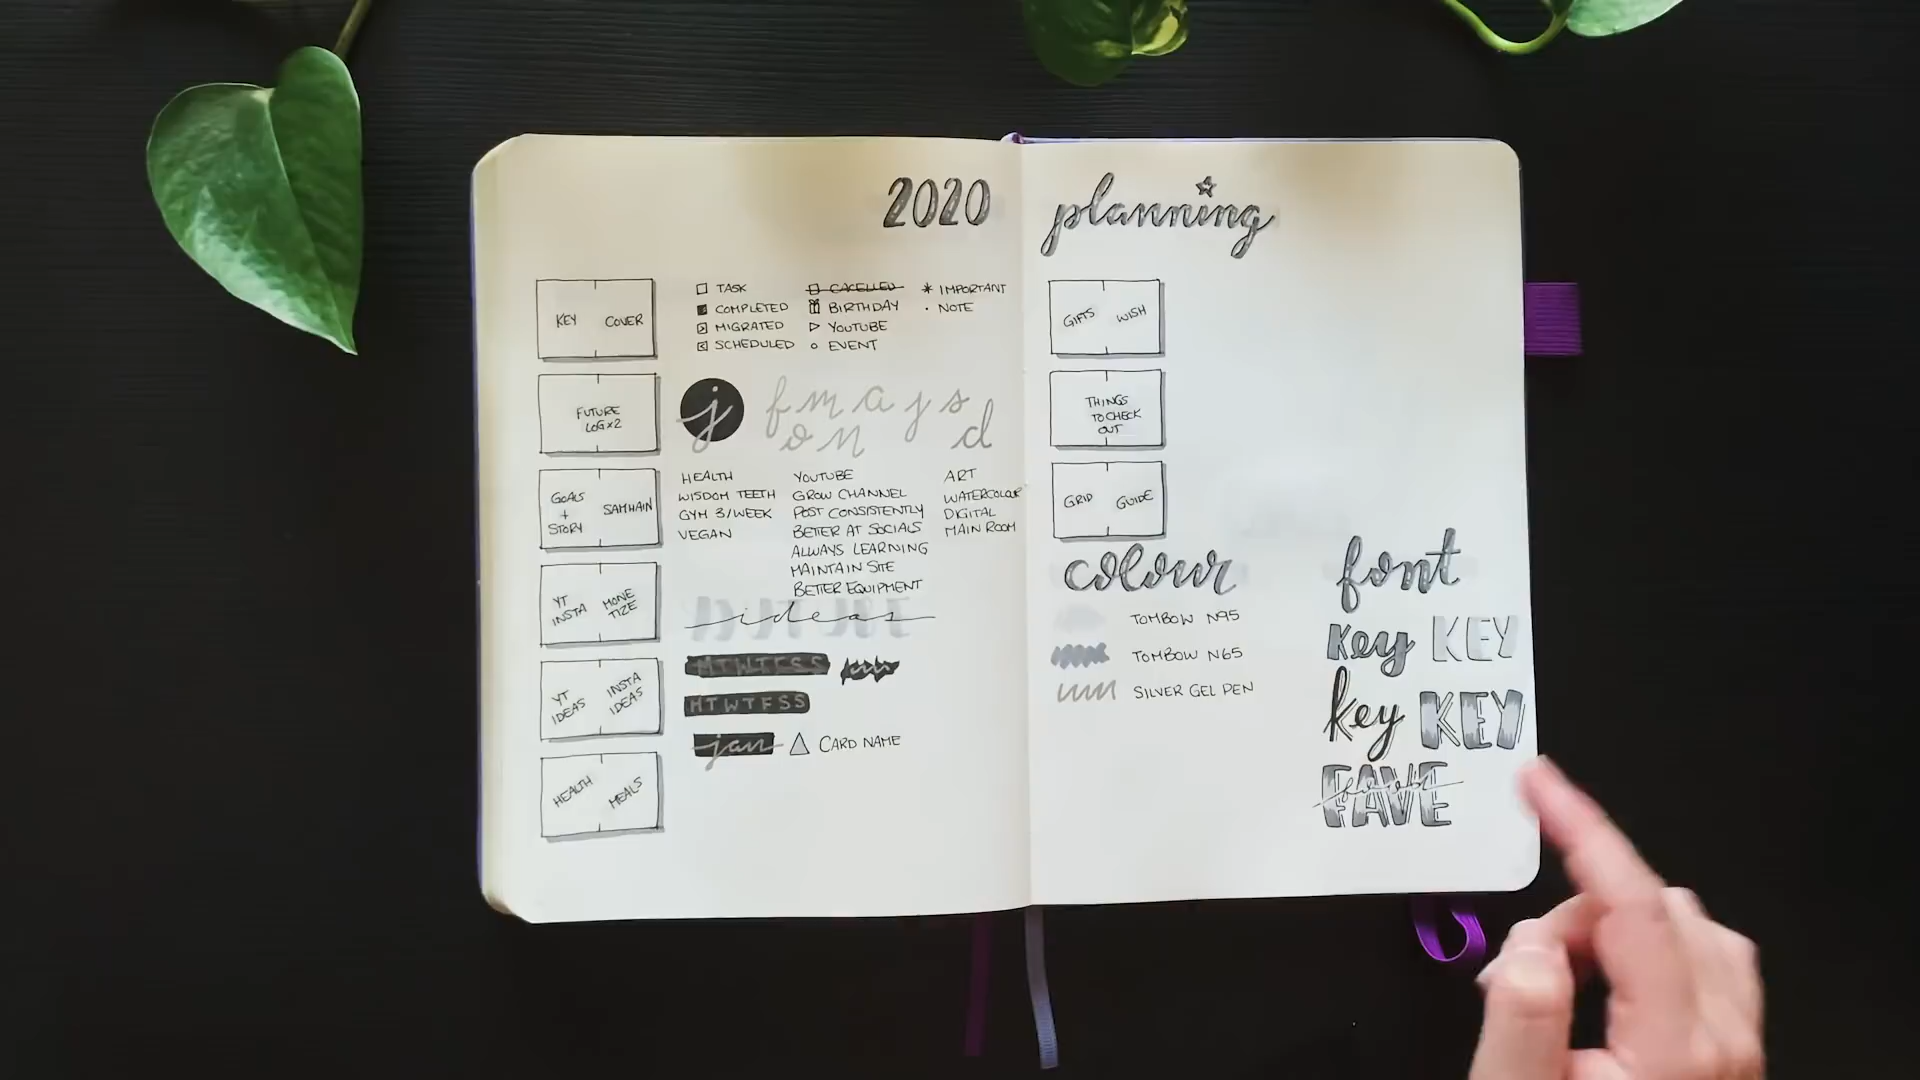 2020 planning
KEY COVER
TASK
COMPLETED
MIGRATED
SCHEDULED
CACELLED
BIRTHDAY
YOUTUBE
EVENT
IMPORTANT
NOTE
FUTURE
LOG x2
j f m a j s
o n d
GOALS
+
STORY
SAMHAIN
HEALTH
WISDOM TEETH
GYM 3/WEEK
VEGAN
YOUTUBE
GROW CHANNEL
POST CONSISTENTLY
BETTER AT SOCIALS
ALWAYS LEARNING
MAINTAIN SITE
BETTER EQUIPMENT
ART
WATERCOLOUR
DIGITAL
MAIN ROOM
YT
INSTA
MONE
TIZE
ideas
YT
IDEAS
INSTA
IDEAS
MTWTFSS
MTWTFSS
jan CARD NAME
HEALTH MEALS
GIFTS WISH
THINGS
TO CHECK
OUT
GRID GUIDE
colour
TOMBOW N95
TOMBOW N65
SILVER GEL PEN
font
key KEY
key KEY
FAVE